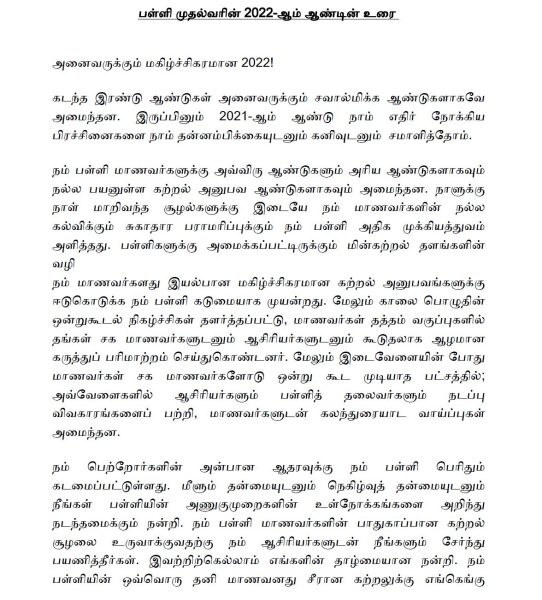 பள்ளி முதல்வரின் 2022-ஆம் ஆண்டின் உரை
அனைவருக்கும் மகிழ்ச்சிகரமான 2022!
கடந்த இரண்டு ஆண்டுகள் அனைவருக்கும் சவால்மிக்க ஆண்டுகளாகவே
அமைந்தன. இருப்பினும் 2021-ஆம் ஆண்டு நாம் எதிர் நோக்கிய
பிரச்சினைகளை நாம் தன்னம்பிக்கையுடனும் கனிவுடனும் சமாளித்தோம்.
நம் பள்ளி மாணவர்களுக்கு அவ்விரு ஆண்டுகளும் அரிய ஆண்டுகளாகவும்
நல்ல பயனுள்ள கற்றல் அனுபவ ஆண்டுகளாகவும் அமைந்தன. நாளுக்கு
நாள் மாறிவந்த சூழல்களுக்கு இடையே நம் மாணவர்களின் நல்ல
கல்விக்கும் சுகாதார பராமரிப்புக்கும் நம் பள்ளி அதிக முக்கியத்துவம்
அளித்தது. பள்ளிகளுக்கு அமைக்கப்பட்டிருக்கும் மின்கற்றல் தளங்களின்
வழி
நம் மாணவர்களது இயல்பான மகிழ்ச்சிகரமான கற்றல் அனுபவங்களுக்கு
ஈடுகொடுக்க நம் பள்ளி கடுமையாக முயன்றது. மேலும் காலை பொழுதின்
ஒன்றுகூடல் நிகழ்ச்சிகள் தளர்த்தப்பட்டு, மாணவர்கள் தத்தம் வகுப்புகளில்
தங்கள் சக மாணவர்களுடனும் ஆசிரியர்களுடனும் கூடுதலாக ஆழமான
கருத்துப் பரிமாற்றம் செய்துகொண்டனர். மேலும் இடைவேளையின் போது
மாணவர்கள் சக மாணவர்களோடு ஒன்று கூட முடியாத பட்சத்தில்;
அவ்வேளைகளில் ஆசிரியர்களும் பள்ளித் தலைவர்களும் நடப்பு
விவகாரங்களைப் பற்றி, மாணவர்களுடன் கலந்துரையாட வாய்ப்புகள்
அமைந்தன.
நம் பெற்றோர்களின் அன்பான ஆதரவுக்கு நம் பள்ளி பெரிதும்
கடமைப்பட்டுள்ளது. மீளும் தன்மையுடனும் நெகிழ்வுத் தன்மையுடனும்
நீங்கள் பள்ளியின் அணுகுமுறைகளின் உள்நோக்கங்களை அறிந்து
நடந்தமைக்கும் நன்றி. நம் பள்ளி மாணவர்களின் பாதுகாப்பான கற்றல்
சூழலை உருவாக்குவதற்கு நம் ஆசிரியர்களுடன் நீங்களும் சேர்ந்து
பயணித்தீர்கள். இவற்றிற்கெல்லாம் எங்களின் தாழ்மையான நன்றி. நம்
பள்ளியின் ஒவ்வொரு தனி மாணவனது சீரான கற்றலுக்கு எங்கெங்கு